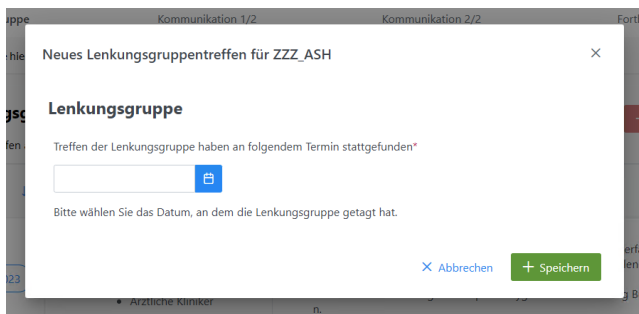 Kommunikation 1/2 Kommunikation 2/2
Neues Lenkungsgruppentreffen für ZZZ_ASH
Lenkungsgruppe
Treffen der Lenkungsgruppe haben an folgendem Termin stattgefunden*
Bitte wählen Sie das Datum, an dem die Lenkungsgruppe getagt hat.
Abbrechen Speichern
Ärztliche Kliniker
n.